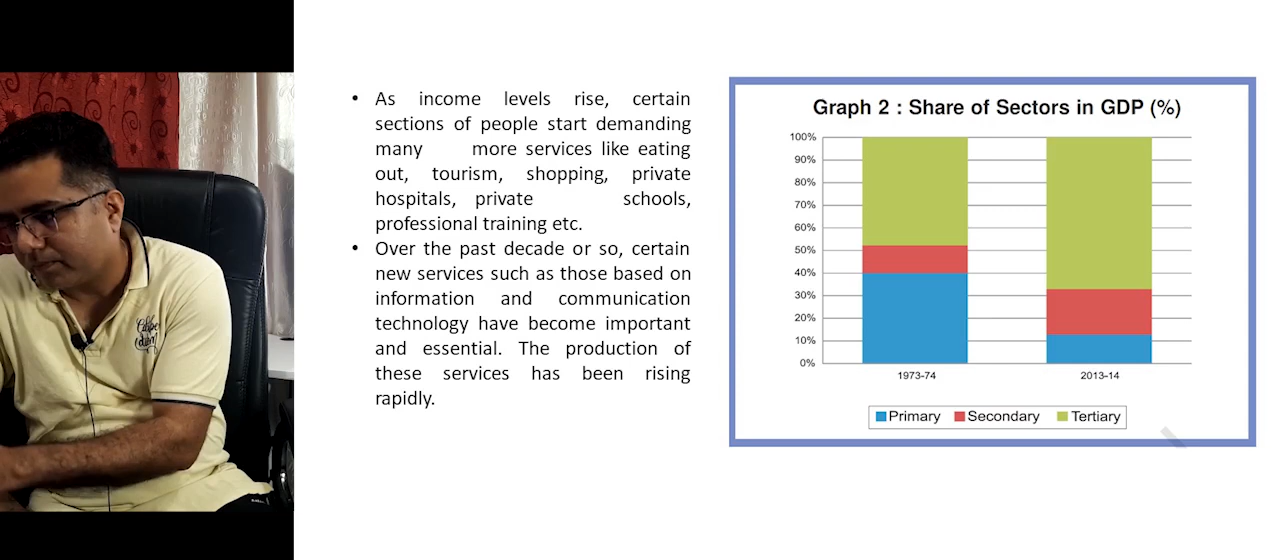 • As income levels rise, certain
sections of people start demanding
many more services like eating
out, tourism, shopping, private
hospitals, private schools,
professional training etc.
• Over the past decade or so, certain
new services such as those based on
information and communication
technology have become important
and essential. The production of
these services has been rising
rapidly.
Graph 2 : Share of Sectors in GDP (%)
100%
90%
80%
70%
60%
50%
40%
30%
20%
10%
0%
1973-74 2013-14
Primary Secondary Tertiary